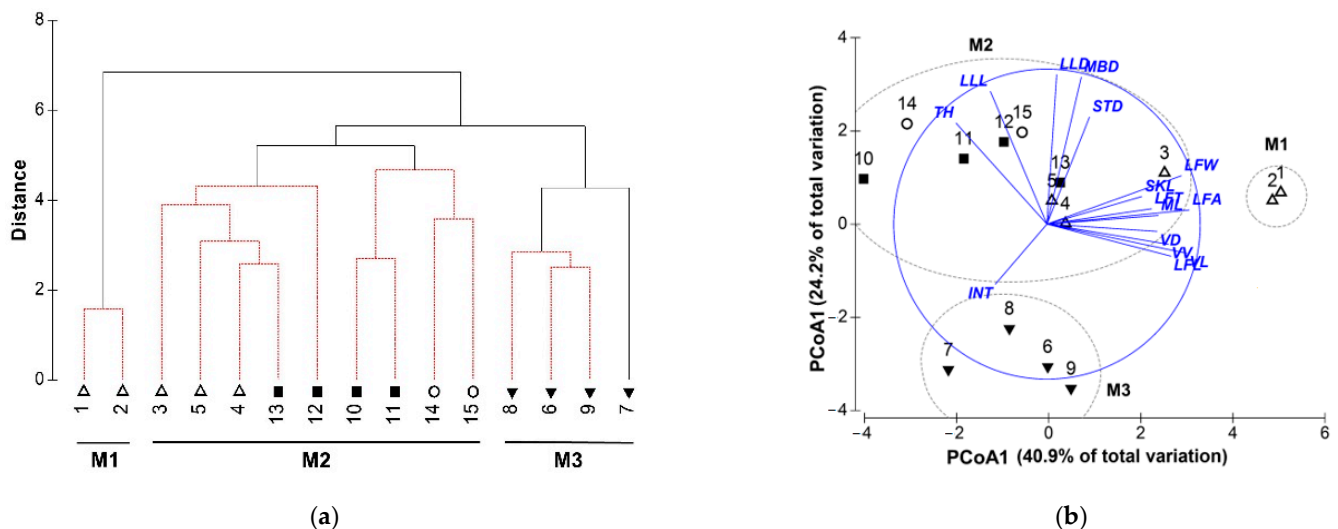 8
6
4
2
0
Distance
1
2
3
5
4
13
12
10
11
14
15
8
6
9
7
M1
M2
M3
(a)
4
2
0
−2
−4
PCoA1 (24.2% of total variation)
M2
LLD
MBD
LLL
STD
TH
14
15
12
11
10
13
5
4
3
M1
1
2
LFW
SKL
LFT
LFA
ML
VD
VV
VL
LFL
INT
8
7
6
9
M3
−4
−2
0
2
4
6
PCoA1 (40.9% of total variation)
(b)